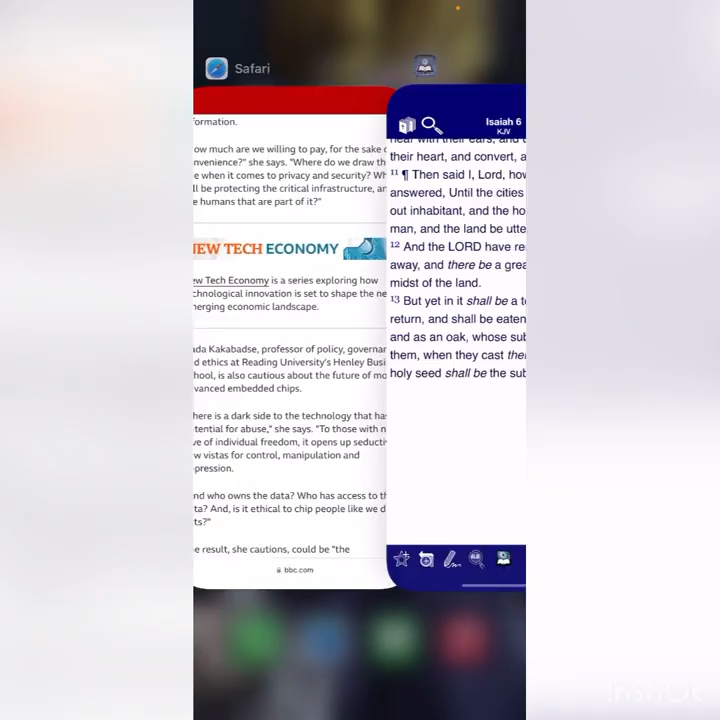 Safari
formation.
ow much are we willing to pay, for the sake
nvenience?" she says. "Where do we draw th
e when it comes to privacy and security? Wh
ll be protecting the critical infrastructure, an
e humans that are part of it?"
NEW TECH ECONOMY
ew Tech Economy is a series exploring how
chnological innovation is set to shape the ne
nerging economic landscape.
ada Kakabadse, professor of policy, governar
d ethics at Reading University's Henley Busi
hool, is also cautious about the future of mo
vanced embedded chips.
here is a dark side to the technology that has
tential for abuse," she says. "To those with n
ve of individual freedom, it opens up seducti
w vistas for control, manipulation and
pression.
nd who owns the data? Who has access to th
ta? And, is it ethical to chip people like we d
ts?"
e result, she cautions, could be "the
bbc.com
Isaiah 6
KJV
hear with their ears, and u
their heart, and convert, a
11 ¶ Then said I, Lord, how
answered, Until the cities
out inhabitant, and the ho
man, and the land be utte
12 And the LORD have re
away, and there be a grea
midst of the land.
13 But yet in it shall be a te
return, and shall be eaten
and as an oak, whose sub
them, when they cast thei
holy seed shall be the sub